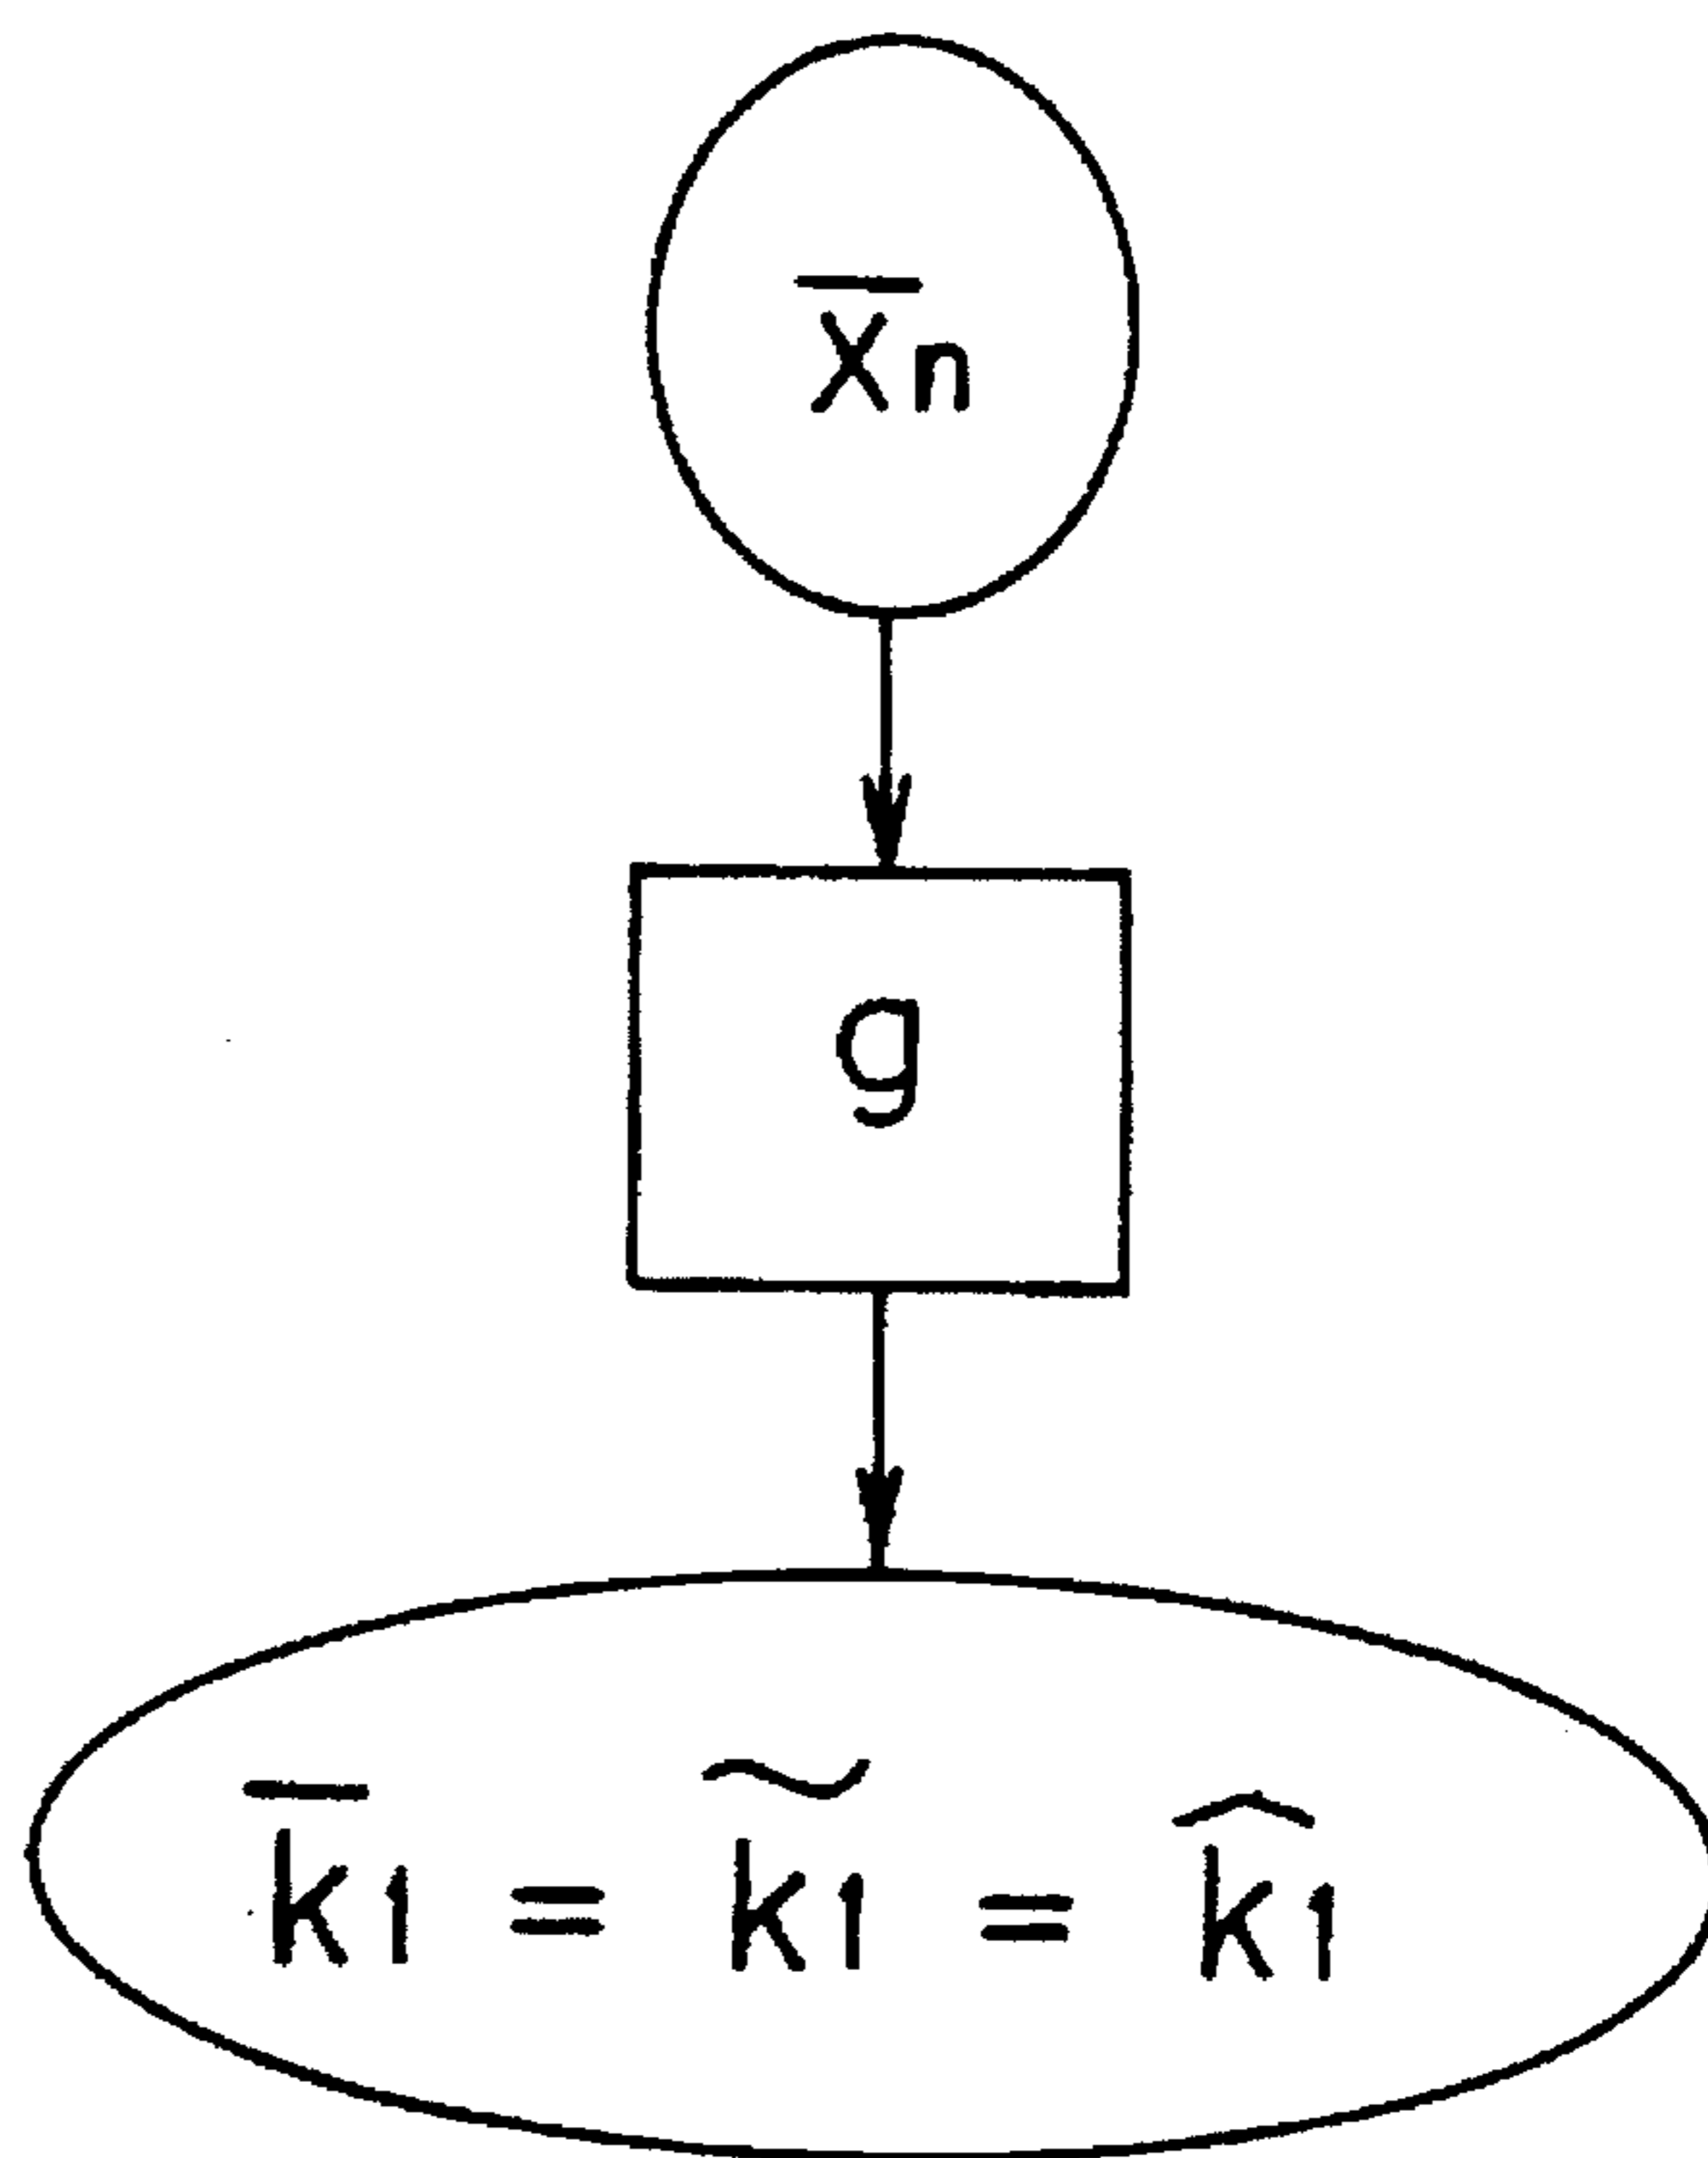 x̅n
g
k̅1 = k̃1 = k̂1